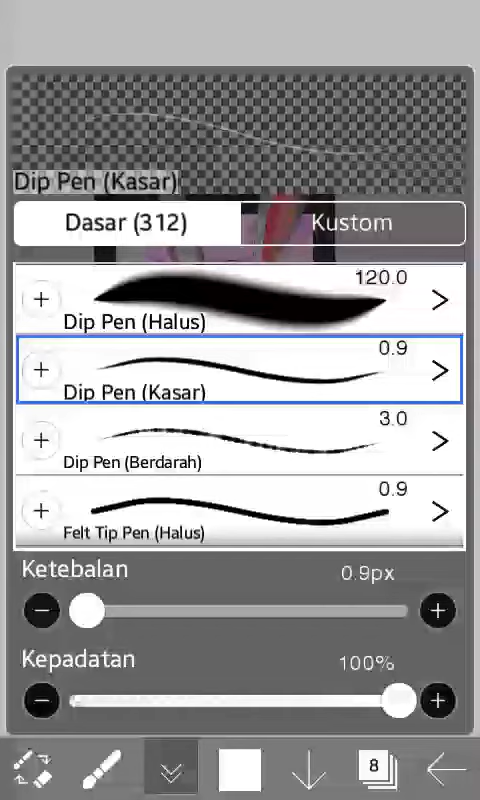 Dip Pen (Kasar)
Dasar (312)
Kustom
120.0
Dip Pen (Halus)
0.9
Dip Pen (Kasar)
3.0
Dip Pen (Berdarah)
0.9
Felt Tip Pen (Halus)
Ketebalan
0.9px
Kepadatan
100%
8